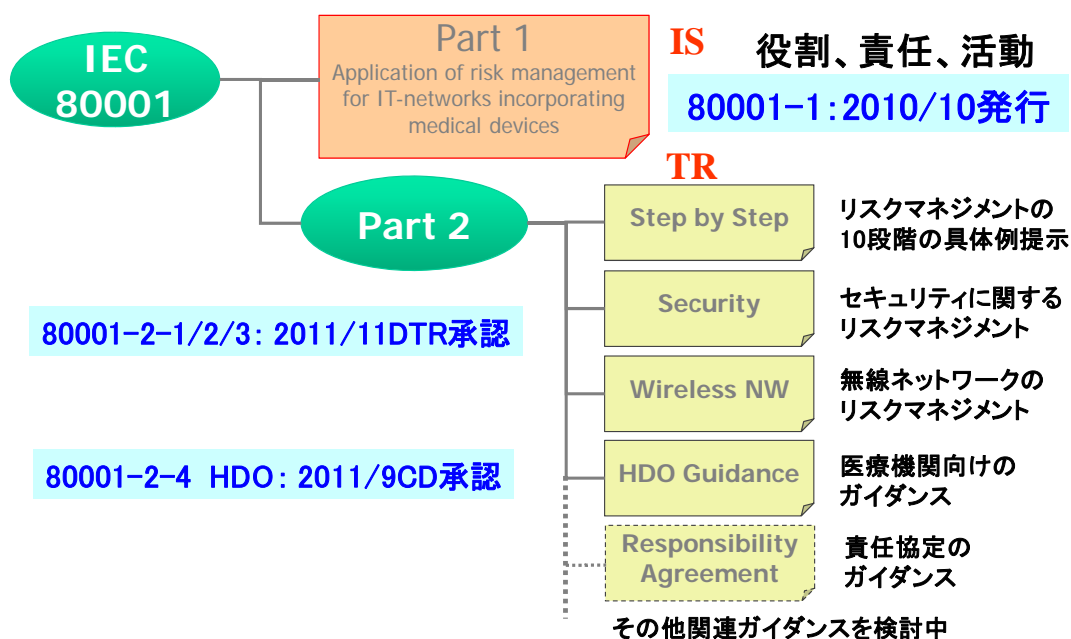 IEC
80001
Part 1
Application of risk management
for IT-networks incorporating
medical devices
IS
役割、責任、活動
80001-1:2010/10発行
TR
Part 2
Step by Step
リスクマネジメントの
10段階の具体例提示
Security
セキュリティに関する
リスクマネジメント
80001-2-1/2/3: 2011/11DTR承認
Wireless NW
無線ネットワークの
リスクマネジメント
80001-2-4 HDO: 2011/9CD承認
HDO Guidance
医療機関向けの
ガイダンス
Responsibility
Agreement
責任協定の
ガイダンス
その他関連ガイダンスを検討中